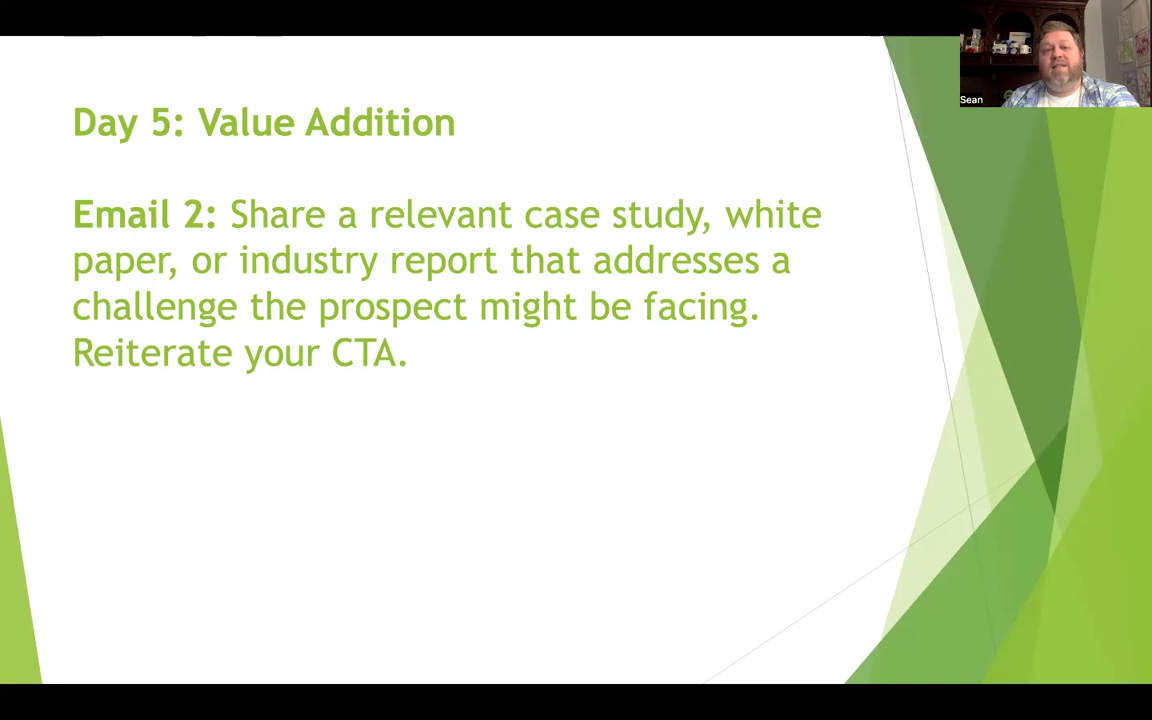 Day 5: Value Addition
Email 2: Share a relevant case study, white
paper, or industry report that addresses a
challenge the prospect might be facing.
Reiterate your CTA.
Sean